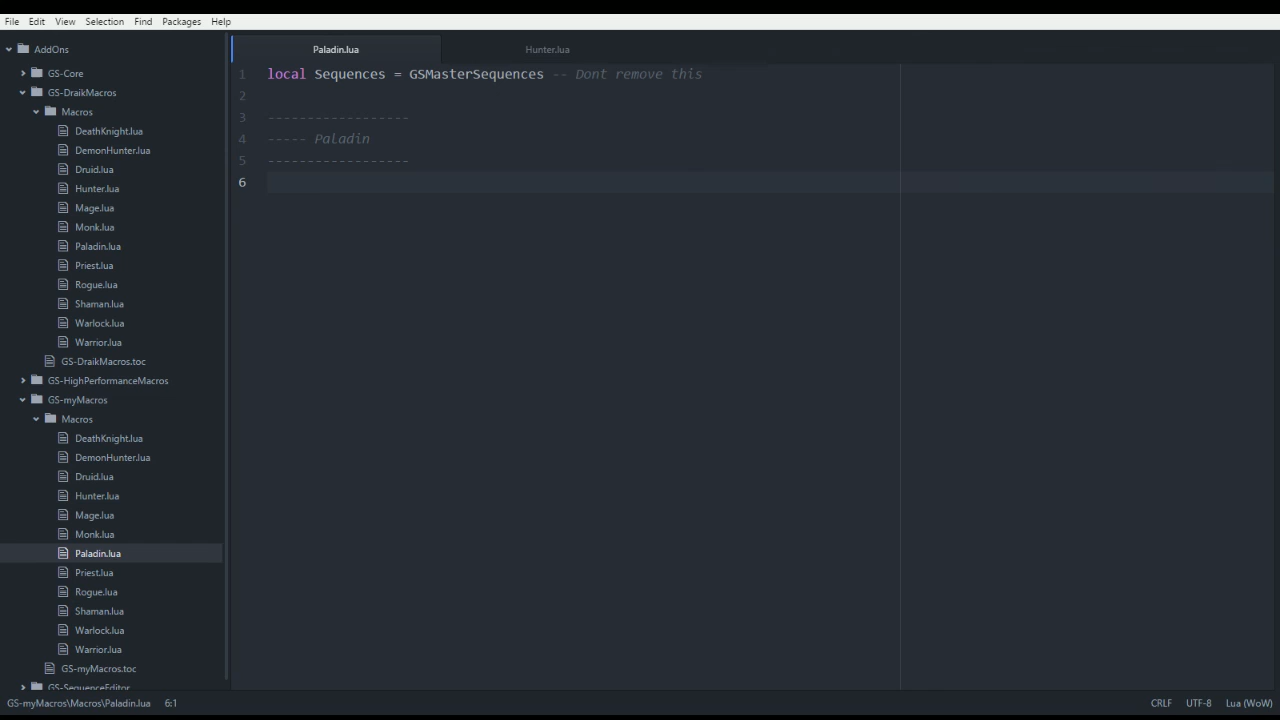 File Edit View Selection Find Packages Help
AddOns
GS-Core
GS-DraikMacros
Macros
DeathKnight.lua
DemonHunter.lua
Druid.lua
Hunter.lua
Mage.lua
Monk.lua
Paladin.lua
Priest.lua
Rogue.lua
Shaman.lua
Warlock.lua
Warrior.lua
GS-DraikMacros.toc
GS-HighPerformanceMacros
GS-myMacros
Macros
DeathKnight.lua
DemonHunter.lua
Druid.lua
Hunter.lua
Mage.lua
Monk.lua
Paladin.lua
Priest.lua
Rogue.lua
Shaman.lua
Warlock.lua
Warrior.lua
GS-myMacros.toc
GS-SequenceEditor
Paladin.lua Hunter.lua
1 local Sequences = GSMasterSequences -- Dont remove this
2
3 ------------------
4 ----- Paladin
5 ------------------
6
GS-myMacros\Macros\Paladin.lua 6:1 CRLF UTF-8 Lua (WoW)